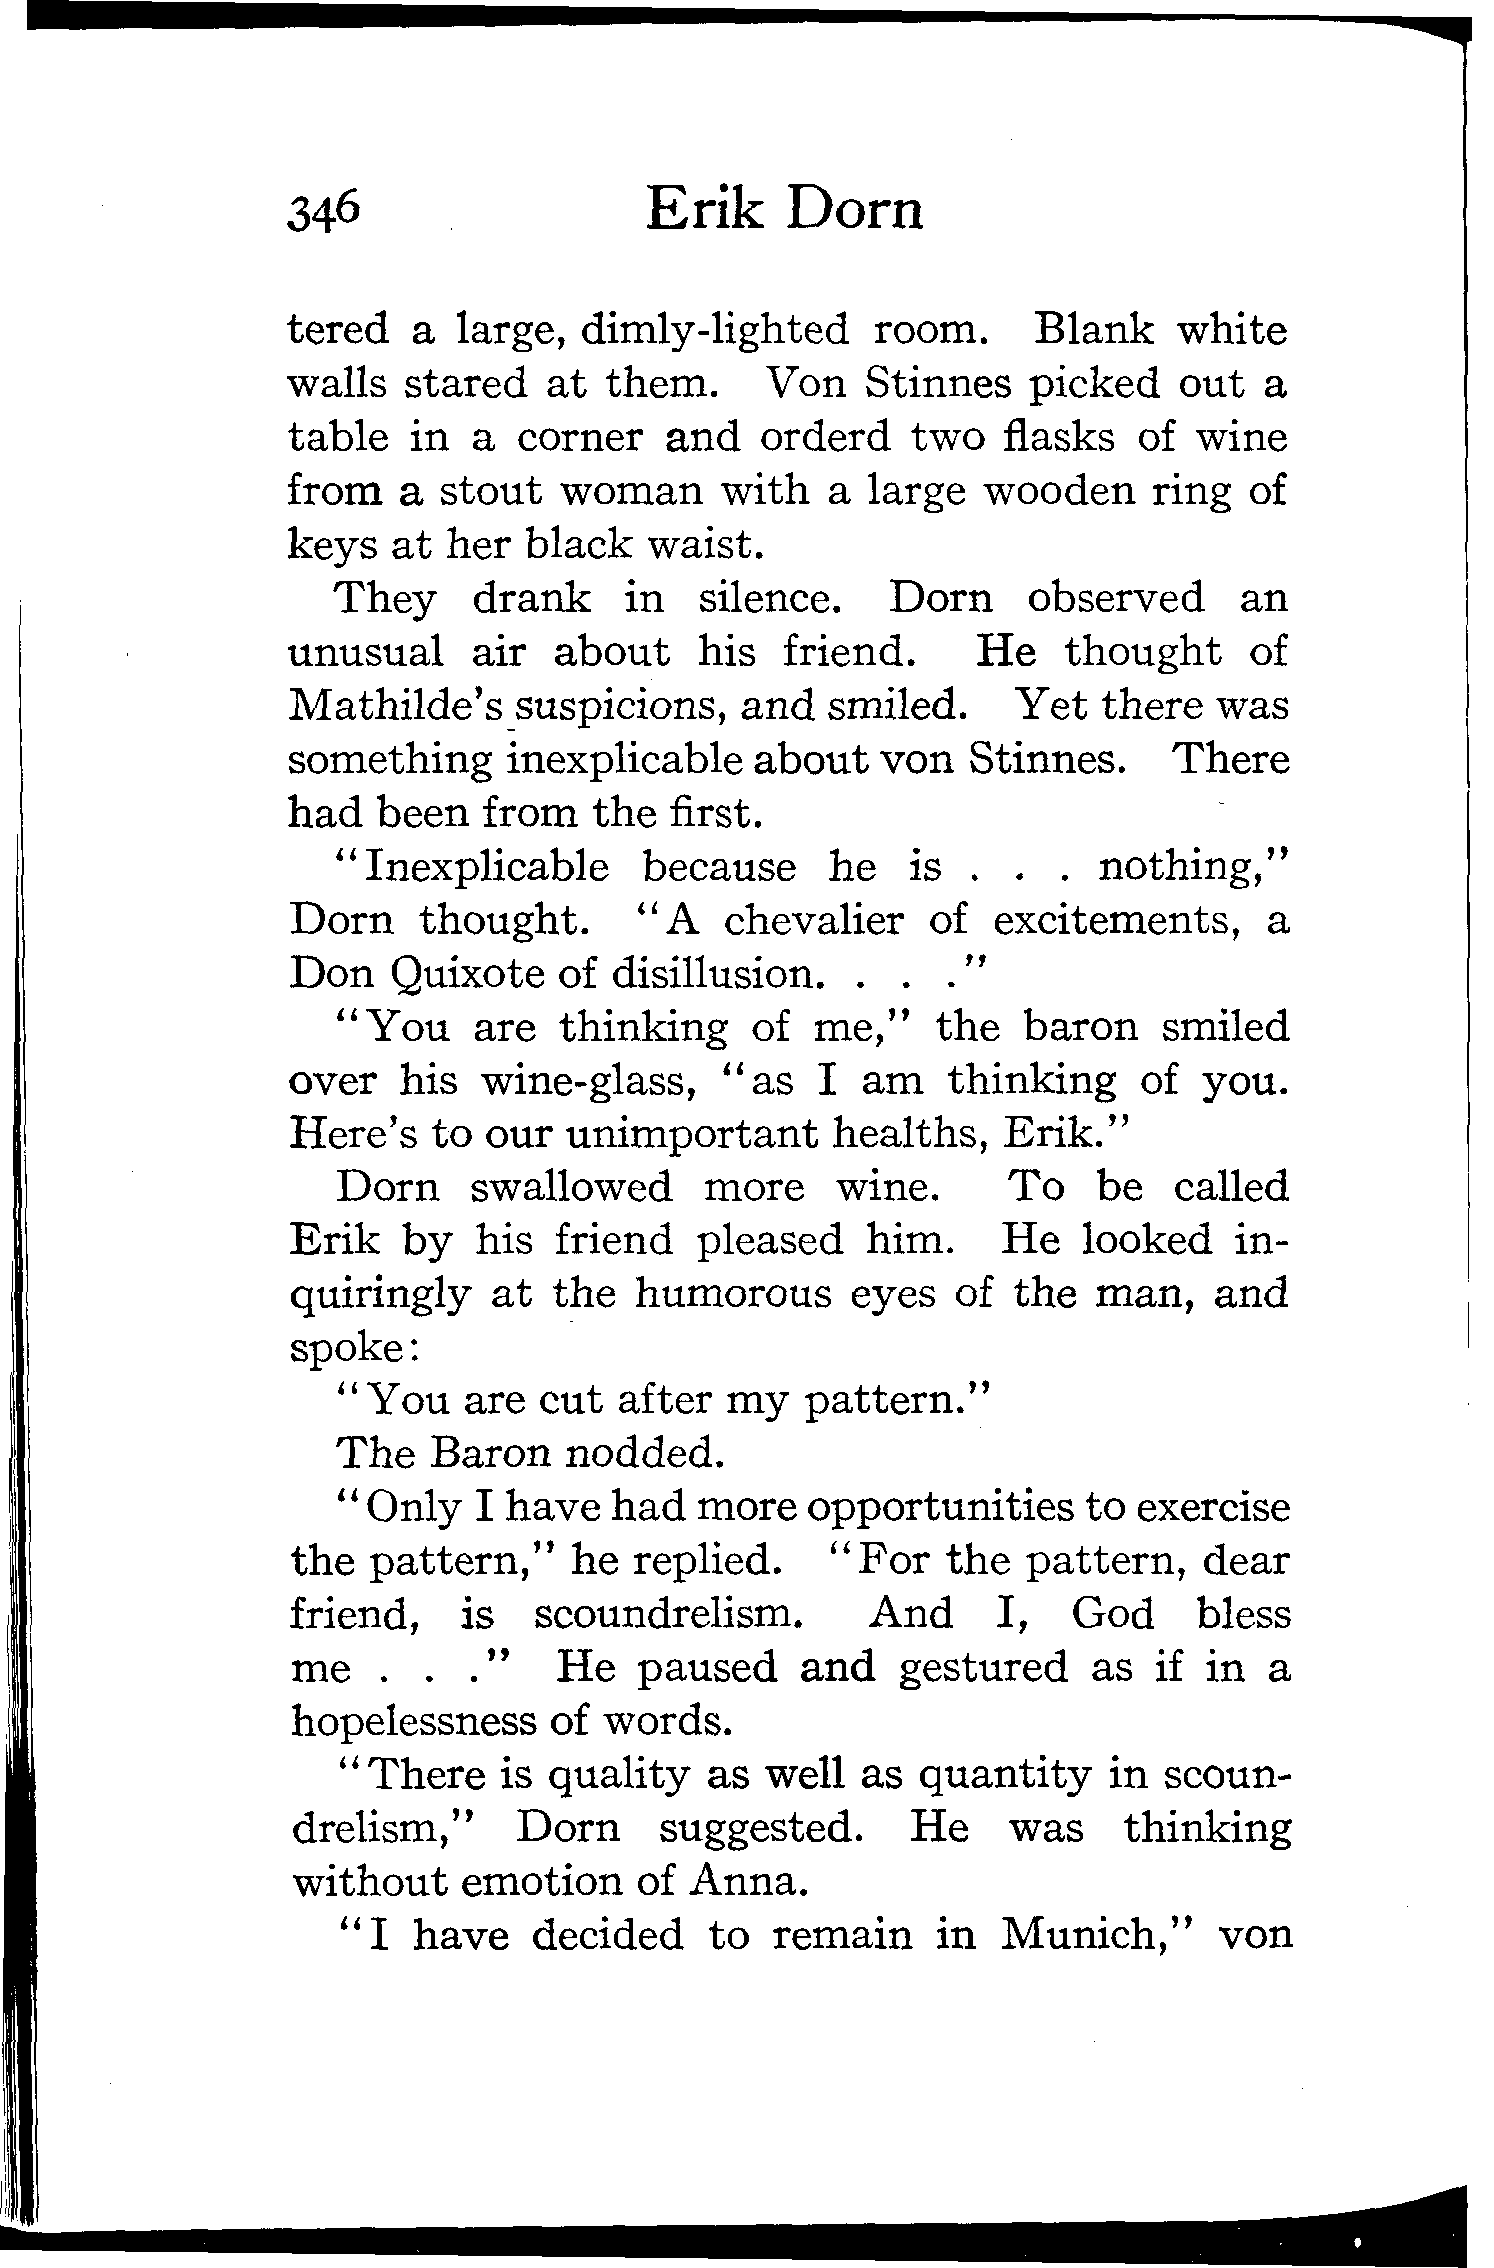 346 Erik Dorn
tered a large, dimly-lighted room. Blank white
walls stared at them. Von Stinnes picked out a
table in a corner and orderd two flasks of wine
from a stout woman with a large wooden ring of
keys at her black waist.
They drank in silence. Dorn observed an
unusual air about his friend. He thought of
Mathilde's suspicions, and smiled. Yet there was
something inexplicable about von Stinnes. There
had been from the first.
"Inexplicable because he is . . . nothing,"
Dorn thought. "A chevalier of excitements, a
Don Quixote of disillusion. . . ."
"You are thinking of me," the baron smiled
over his wine-glass, "as I am thinking of you.
Here's to our unimportant healths, Erik."
Dorn swallowed more wine. To be called
Erik by his friend pleased him. He looked in-
quiringly at the humorous eyes of the man, and
spoke:
"You are cut after my pattern."
The Baron nodded.
"Only I have had more opportunities to exercise
the pattern," he replied. "For the pattern, dear
friend, is scoundrelism. And I, God bless
me . . ." He paused and gestured as if in a
hopelessness of words.
"There is quality as well as quantity in scoun-
drelism," Dorn suggested. He was thinking
without emotion of Anna.
"I have decided to remain in Munich," von